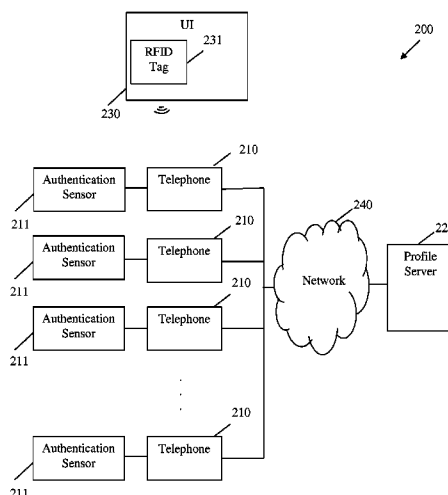 UI
200
RFID
Tag
231
230
210
Authentication
Sensor
Telephone
211
240
210
22
Authentication
Sensor
Telephone
Profile
Server
211
Network
210
Authentication
Sensor
Telephone
211
210
Authentication
Sensor
Telephone
211